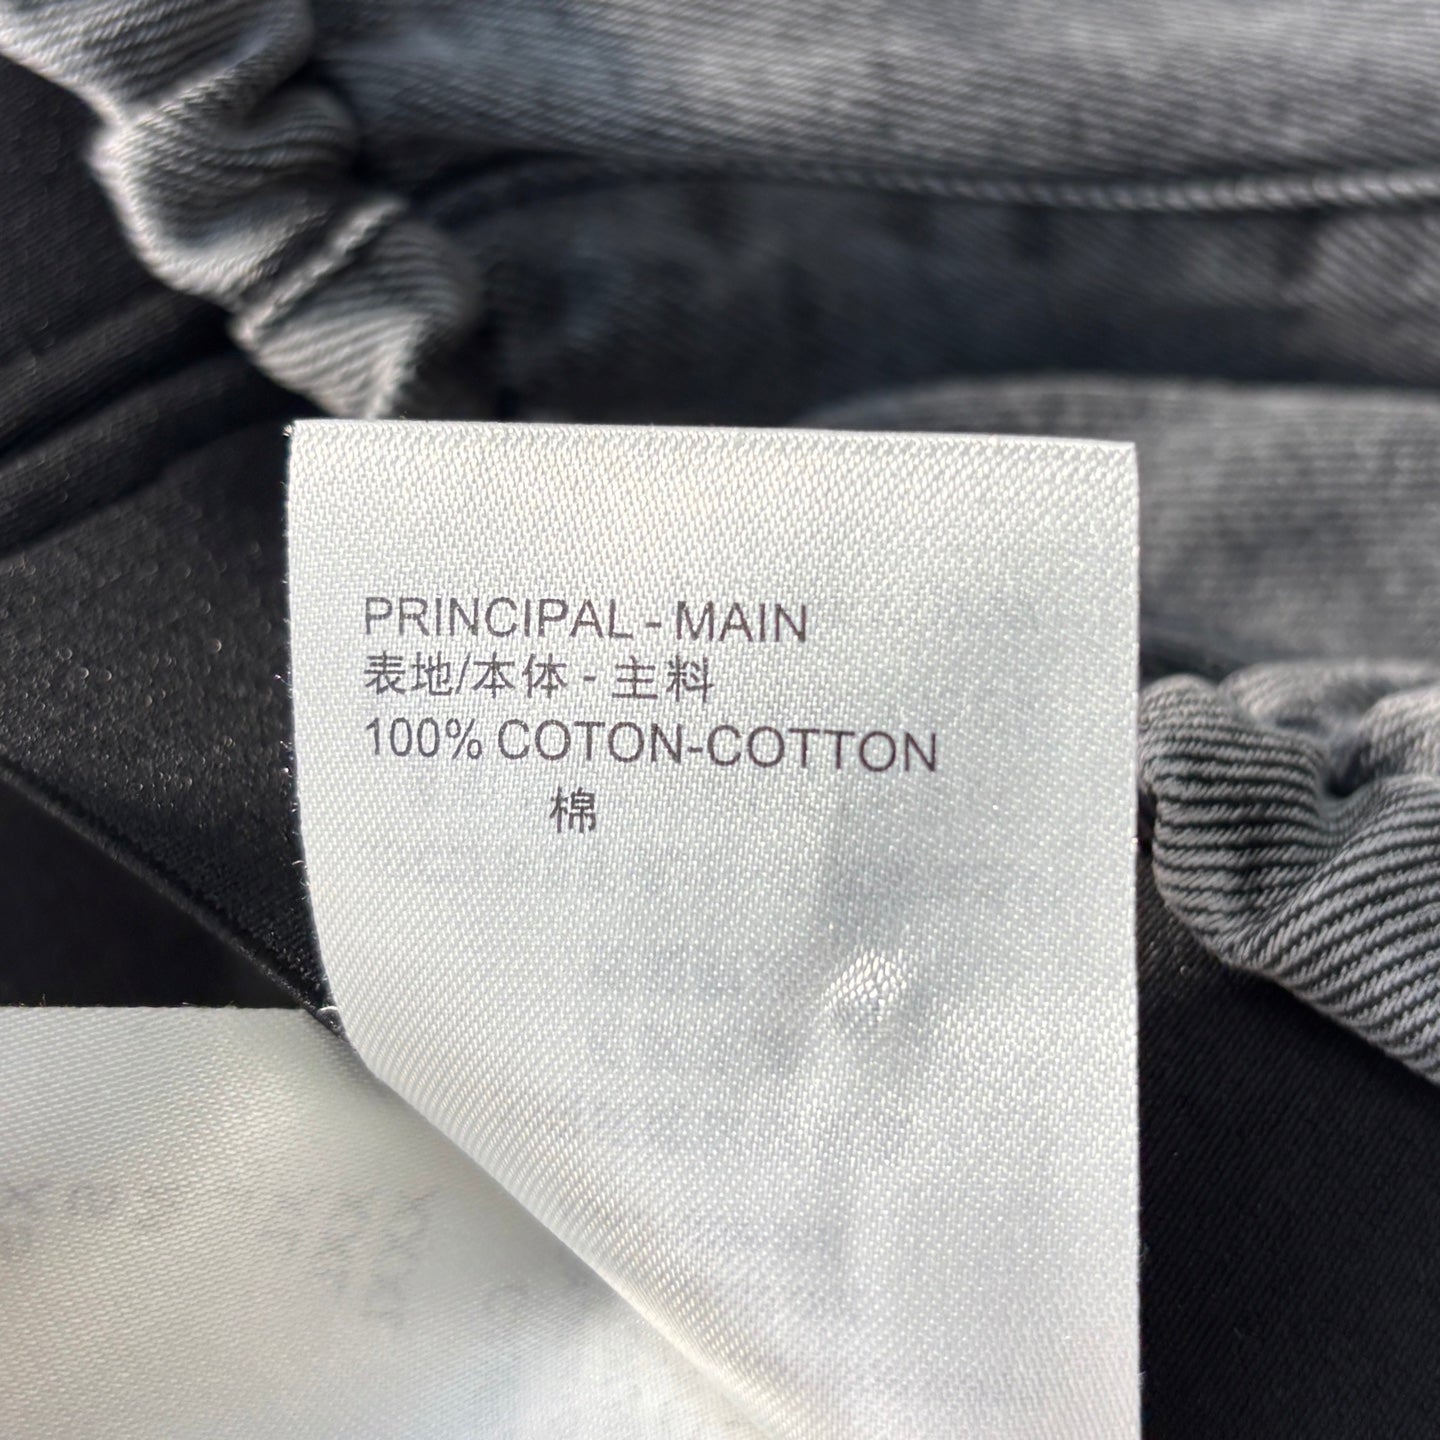 PRINCIPAL - MAIN
表地/本体 - 主料
100% COTON-COTTON
棉